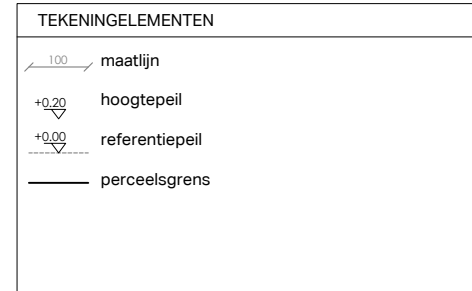 TEKENINGELEMENTEN
100 maatlijn
+0.20 hoogtepeil
+0.00 referentiepeil
perceelsgrens